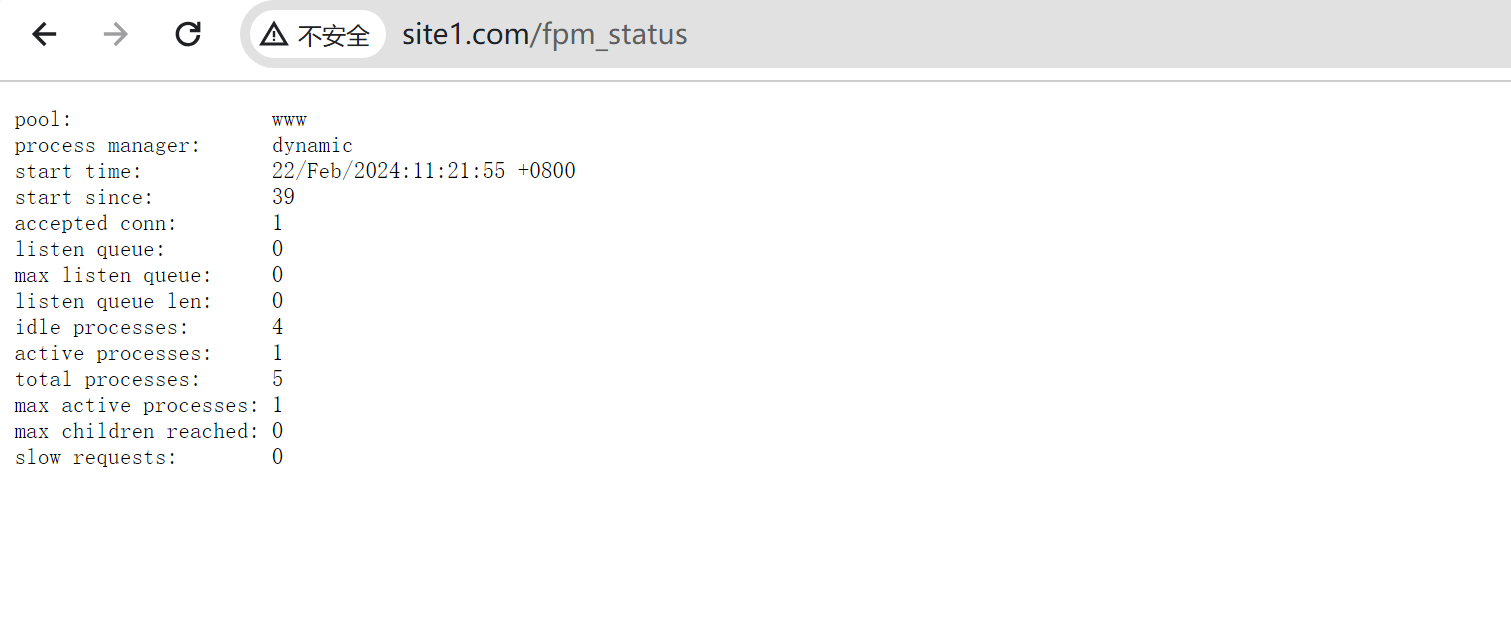 不安全 site1.com/fpm_status
pool: www
process manager: dynamic
start time: 22/Feb/2024:11:21:55 +0800
start since: 39
accepted conn: 1
listen queue: 0
max listen queue: 0
listen queue len: 0
idle processes: 4
active processes: 1
total processes: 5
max active processes: 1
max children reached: 0
slow requests: 0